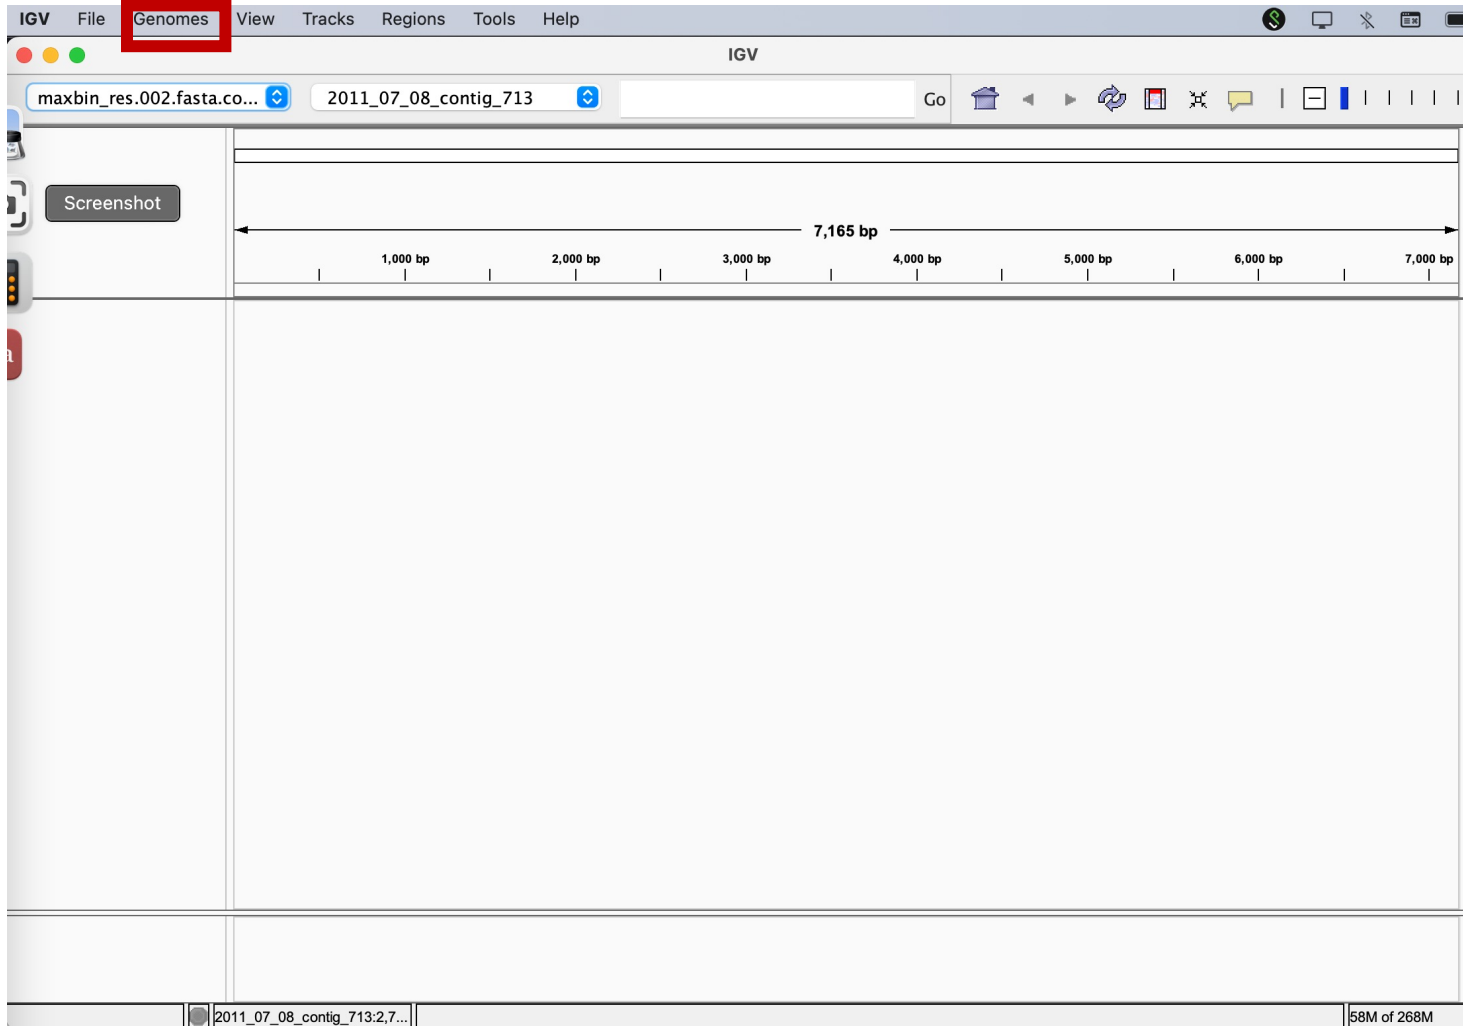 IGV File Genomes View Tracks Regions Tools Help
IGV
maxbin_res.002.fasta.co... 2011_07_08_contig_713 Go
Screenshot
7,165 bp
1,000 bp 2,000 bp 3,000 bp 4,000 bp 5,000 bp 6,000 bp 7,000 bp
2011_07_08_contig_713:2,7... 58M of 268M